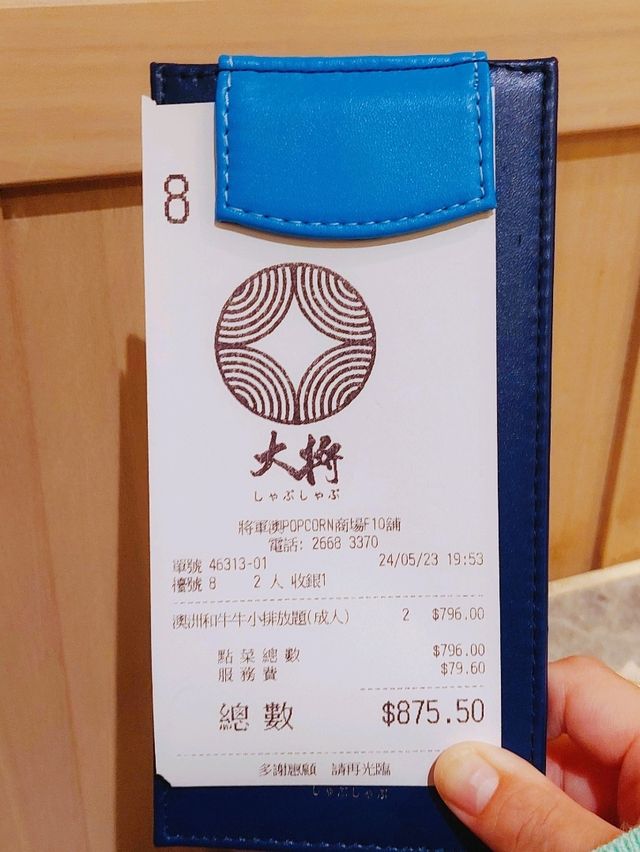 8
大將
しゃぶしゃぶ
將軍澳POPCORN商場F10舖
電話: 2668 3370
單號 46313-01 24/05/23 19:53
檯號 8 2 人 收銀1
澳洲和牛牛小排放題(成人) 2 $796.00
點菜總數 $796.00
服務費 $79.60
總數 $875.50
多謝惠顧 請再光臨
しゃぶしゃぶ